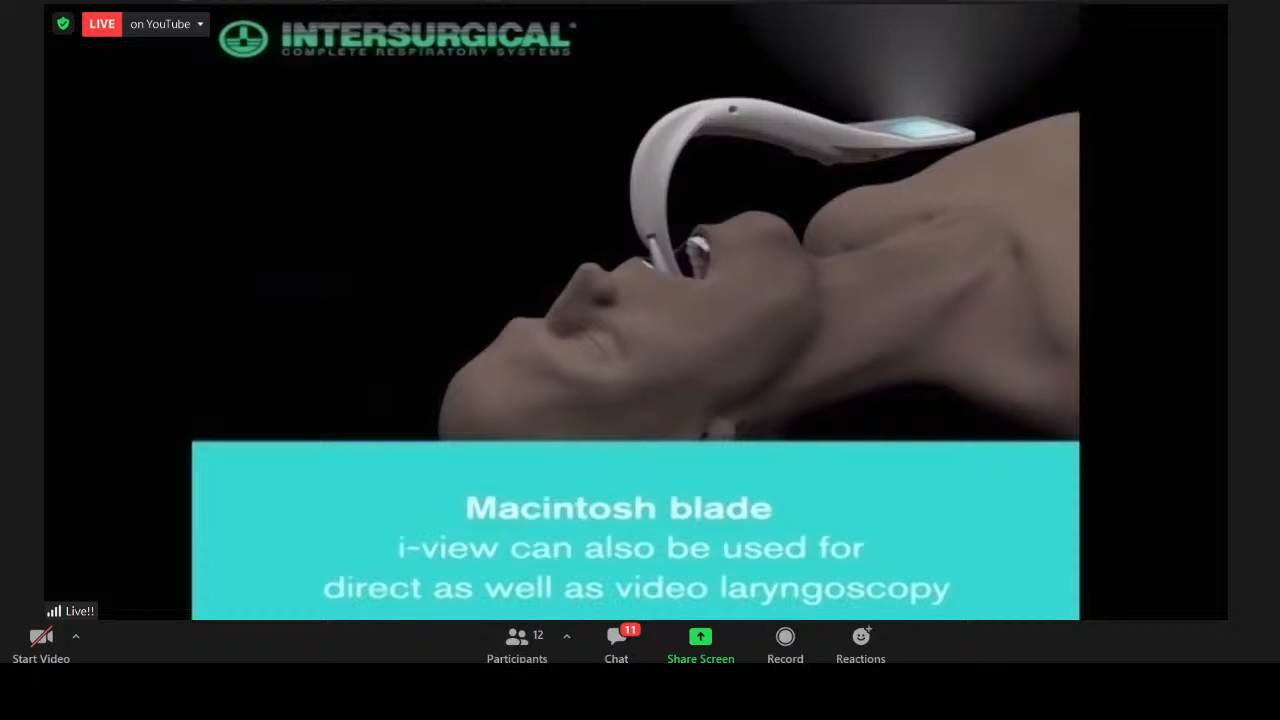 LIVE on YouTube
INTERSURGICAL
COMPLETE RESPIRATORY SYSTEMS
Macintosh blade
i-view can also be used for
direct as well as video laryngoscopy
Live!!
12
11
Start Video
Participants
Chat
Share Screen
Record
Reactions